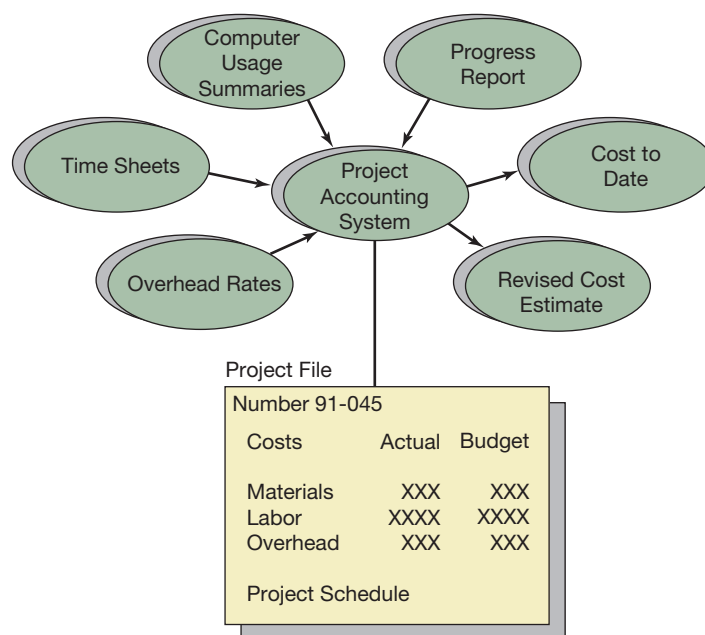 Computer
Usage
Summaries
Progress
Report
Time Sheets
Project
Accounting
System
Cost to
Date
Overhead Rates
Revised Cost
Estimate
Project File
Number 91-045
Costs Actual Budget
Materials XXX XXX
Labor XXXX XXXX
Overhead XXX XXX
Project Schedule